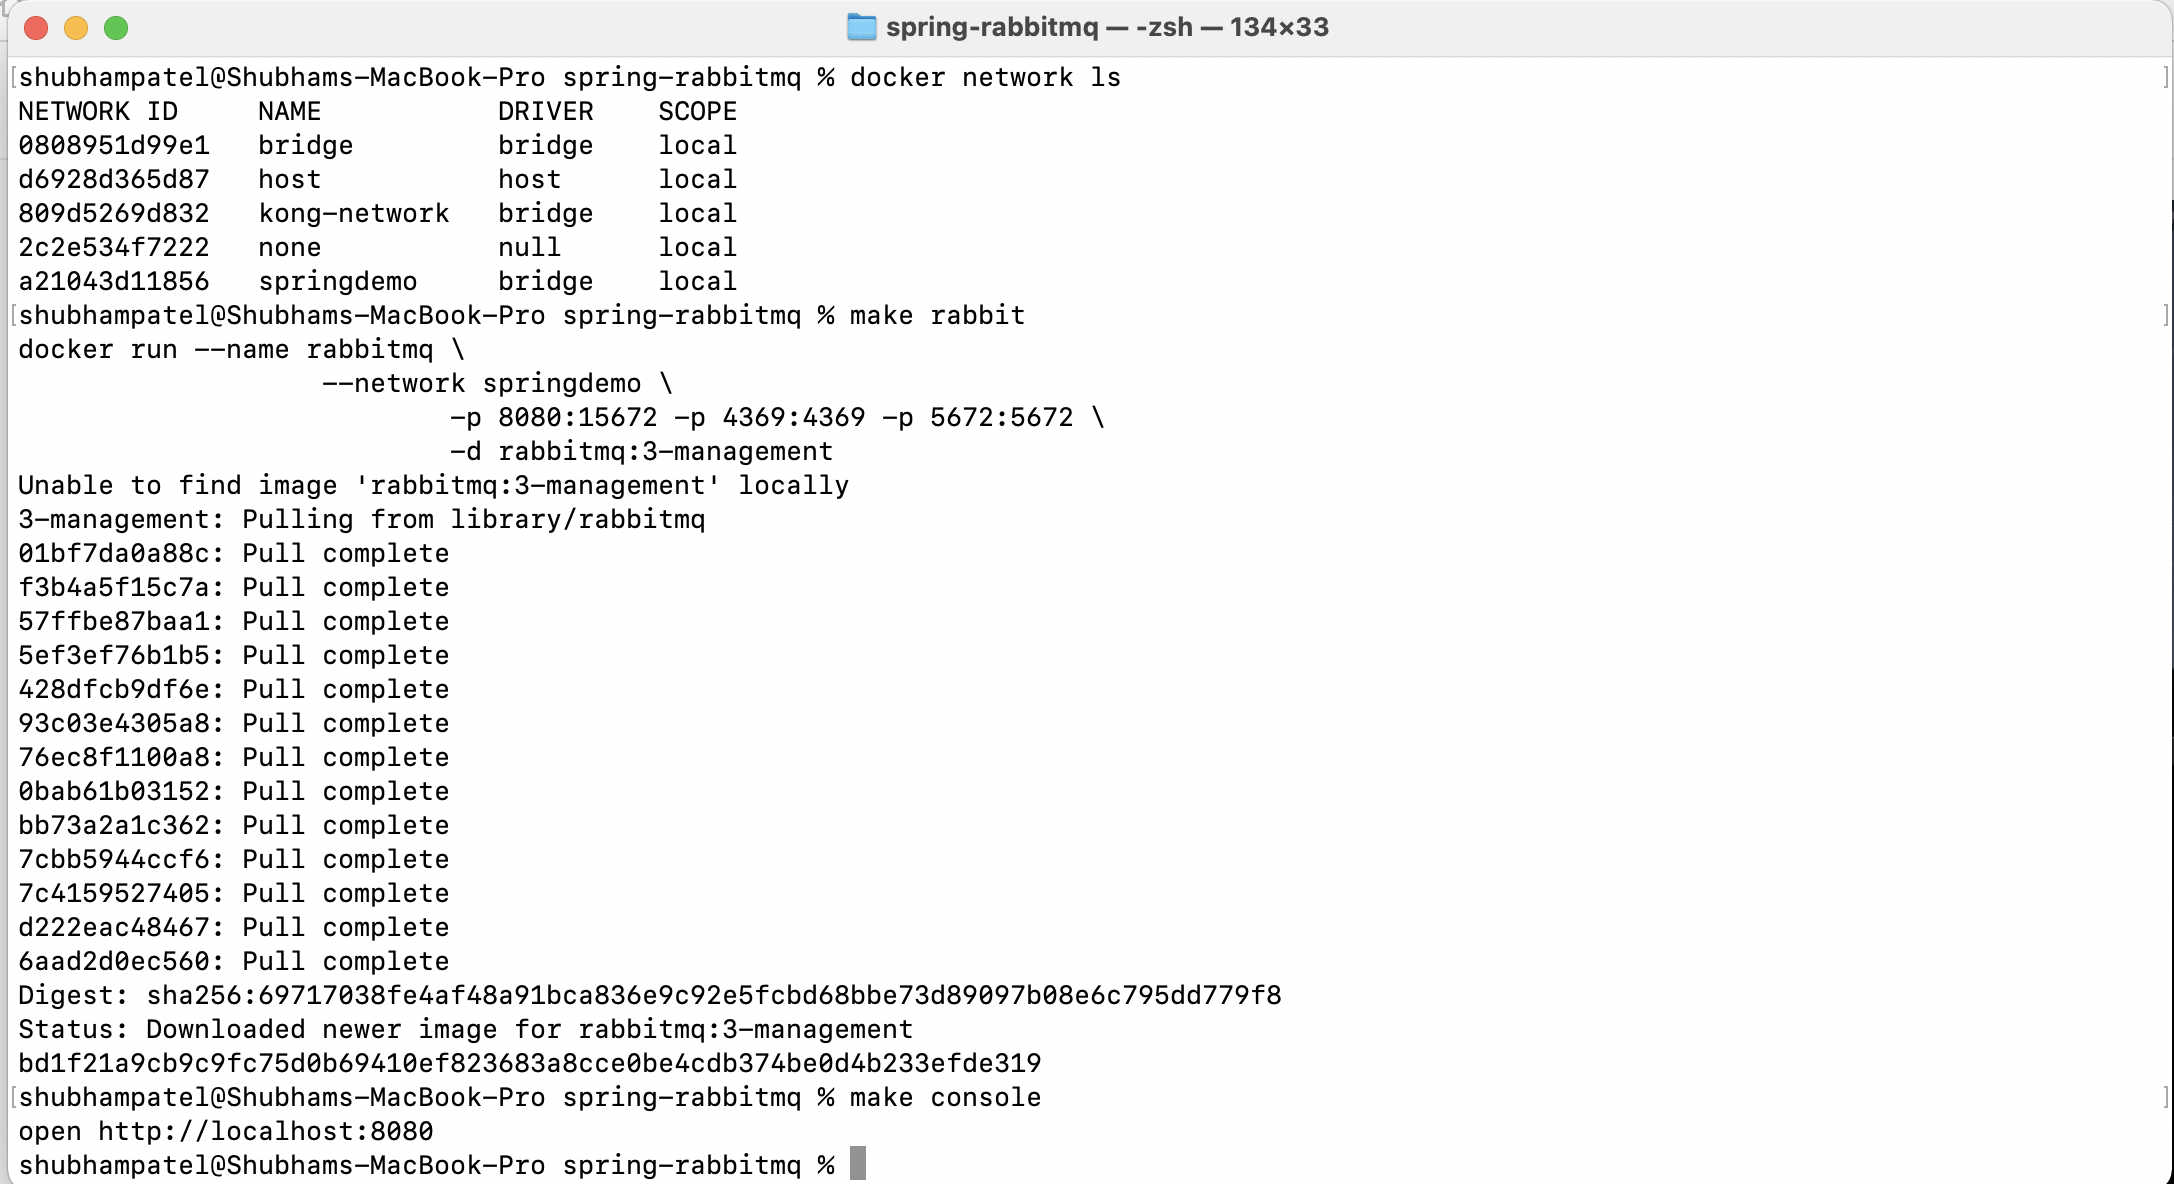 spring-rabbitmq — -zsh — 134×33
shubhampatel@Shubhams-MacBook-Pro spring-rabbitmq % docker network ls
NETWORK ID     NAME           DRIVER    SCOPE
0808951d99e1   bridge         bridge    local
d6928d365d87   host           host      local
809d5269d832   kong-network   bridge    local
2c2e534f7222   none           null      local
a21043d11856   springdemo     bridge    local
shubhampatel@Shubhams-MacBook-Pro spring-rabbitmq % make rabbit
docker run --name rabbitmq \
                   --network springdemo \
                           -p 8080:15672 -p 4369:4369 -p 5672:5672 \
                           -d rabbitmq:3-management
Unable to find image 'rabbitmq:3-management' locally
3-management: Pulling from library/rabbitmq
01bf7da0a88c: Pull complete
f3b4a5f15c7a: Pull complete
57ffbe87baa1: Pull complete
5ef3ef76b1b5: Pull complete
428dfcb9df6e: Pull complete
93c03e4305a8: Pull complete
76ec8f1100a8: Pull complete
0bab61b03152: Pull complete
bb73a2a1c362: Pull complete
7cbb5944ccf6: Pull complete
7c4159527405: Pull complete
d222eac48467: Pull complete
6aad2d0ec560: Pull complete
Digest: sha256:69717038fe4af48a91bca836e9c92e5fcbd68bbe73d89097b08e6c795dd779f8
Status: Downloaded newer image for rabbitmq:3-management
bd1f21a9cb9c9fc75d0b69410ef823683a8cce0be4cdb374be0d4b233efde319
shubhampatel@Shubhams-MacBook-Pro spring-rabbitmq % make console
open http://localhost:8080
shubhampatel@Shubhams-MacBook-Pro spring-rabbitmq %